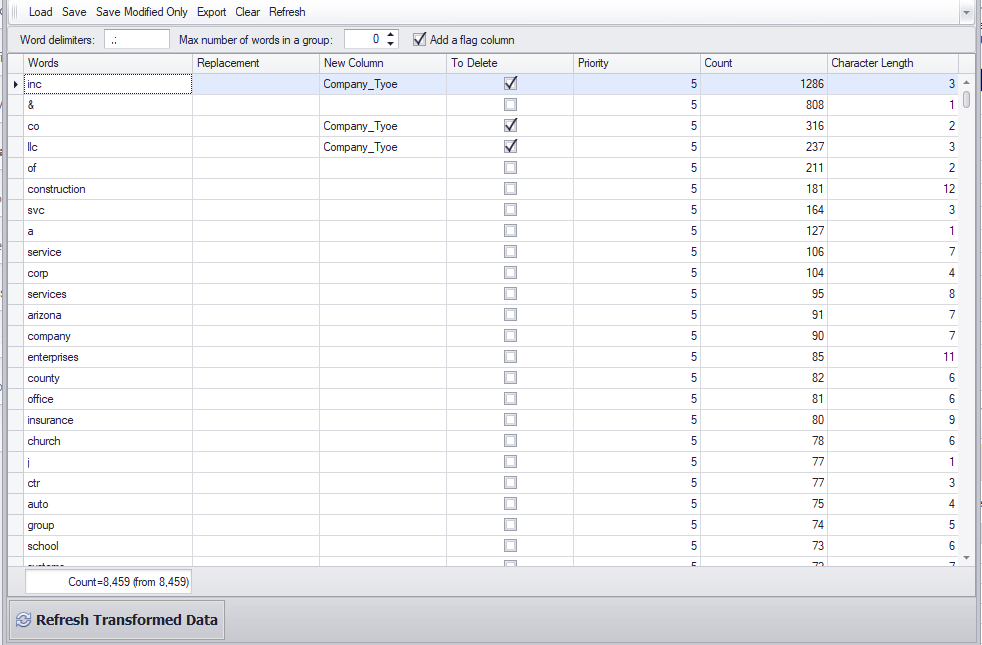 Load Save Save Modified Only Export Clear Refresh
Word delimiters: .; Max number of words in a group: 0 Add a flag column
Words Replacement New Column To Delete Priority Count Character Length
inc Company_Tyoe 5 1286 3
& 5 808 1
co Company_Tyoe 5 316 2
llc Company_Tyoe 5 237 3
of 5 211 2
construction 5 181 12
svc 5 164 3
a 5 127 1
service 5 106 7
corp 5 104 4
services 5 95 8
arizona 5 91 7
company 5 90 7
enterprises 5 85 11
county 5 82 6
office 5 81 6
insurance 5 80 9
church 5 78 6
j 5 77 1
ctr 5 77 3
auto 5 75 4
group 5 74 5
school 5 73 6
Count=8,459 (from 8,459)
Refresh Transformed Data